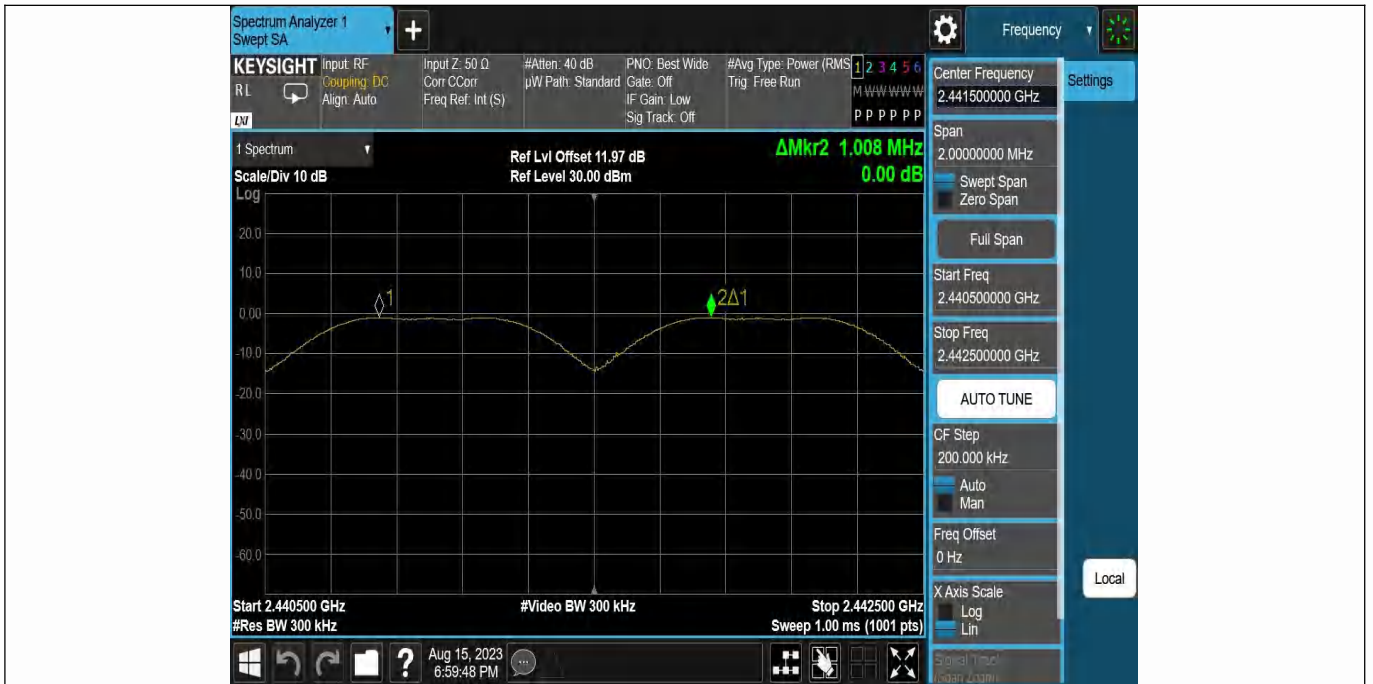 Spectrum Analyzer 1
Swept SA
+
Frequency
KEYSIGHT
R L
LXI
Input: RF
Coupling: DC
Align: Auto
Input Z: 50 Ω
Corr CCorr
Freq Ref: Int (S)
#Atten: 40 dB
µW Path: Standard
PNO: Best Wide
Gate: Off
IF Gain: Low
Sig Track: Off
#Avg Type: Power (RMS
Trig: Free Run
1 2 3 4 5 6
M W W W W W
P P P P P P
1 Spectrum
Scale/Div 10 dB
Log
Ref Lvl Offset 11.97 dB
Ref Level 30.00 dBm
ΔMkr2 1.008 MHz
0.00 dB
20.0
10.0
0.00
-10.0
-20.0
-30.0
-40.0
-50.0
-60.0
1
2Δ1
Start 2.440500 GHz
#Res BW 300 kHz
#Video BW 300 kHz
Stop 2.442500 GHz
Sweep 1.00 ms (1001 pts)
?
Aug 15, 2023
6:59:48 PM
Center Frequency
2.441500000 GHz
Settings
Span
2.00000000 MHz
Swept Span
Zero Span
Full Span
Start Freq
2.440500000 GHz
Stop Freq
2.442500000 GHz
AUTO TUNE
CF Step
200.000 kHz
Auto
Man
Freq Offset
0 Hz
X Axis Scale
Log
Lin
Signal Track
(Span Zoom)
Local